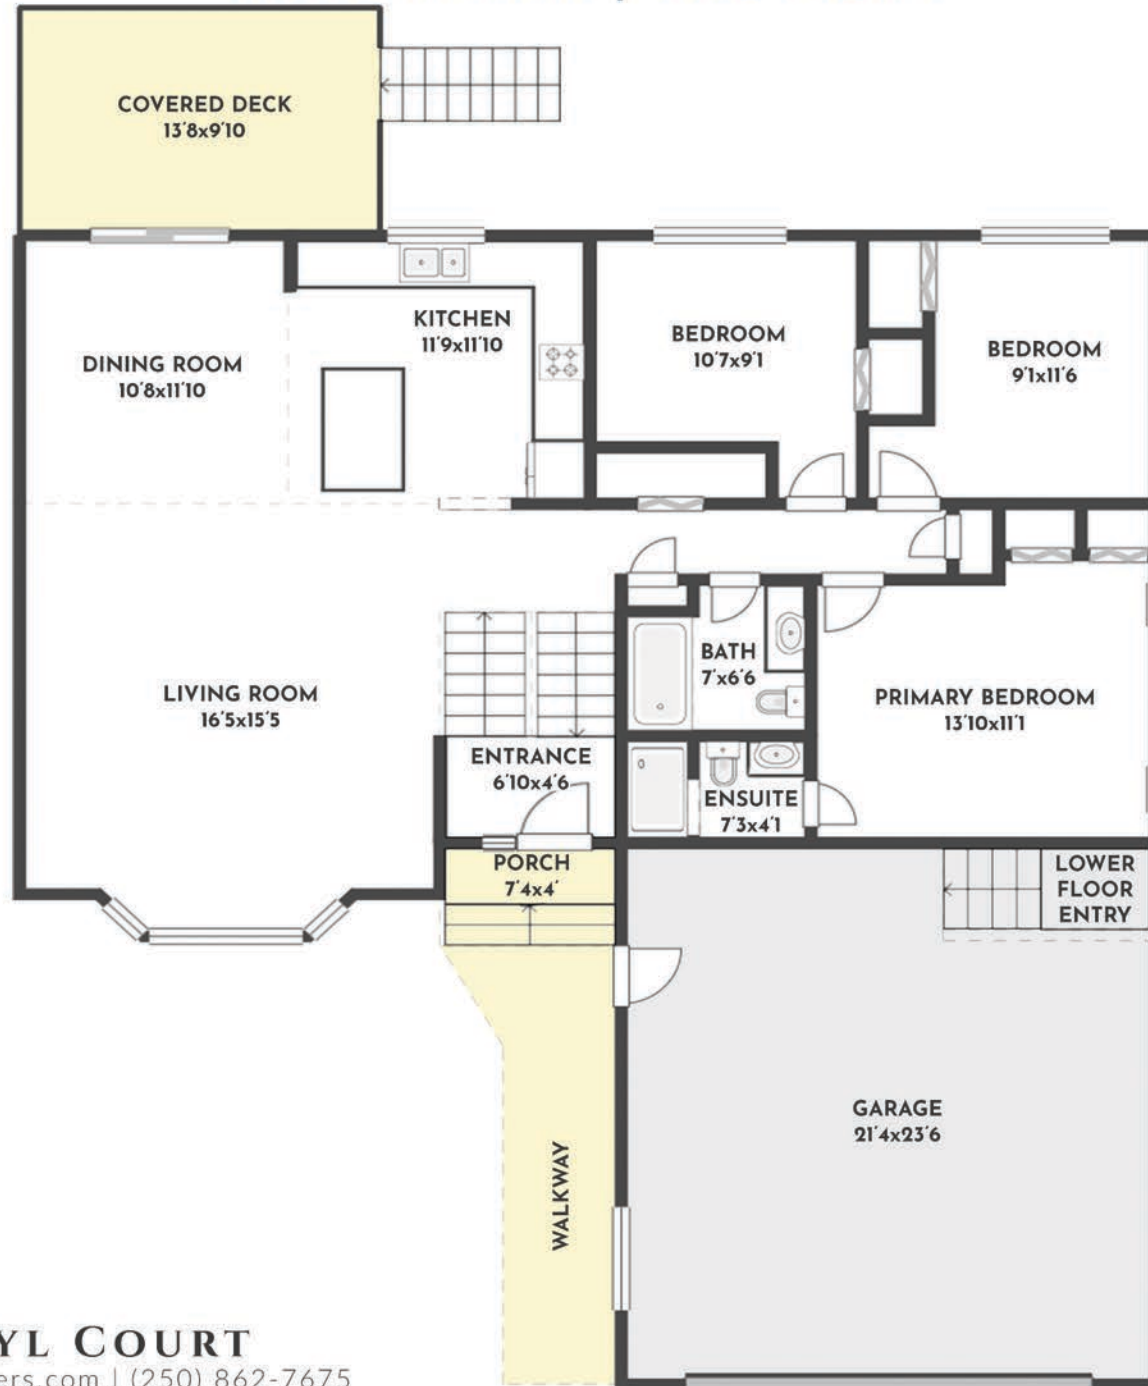 COVERED DECK
13'8x9'10
KITCHEN
11'9x11'10
DINING ROOM
10'8x11'10
BEDROOM
10'7x9'1
BEDROOM
9'1x11'6
LIVING ROOM
16'5x15'5
BATH
7'x6'6
PRIMARY BEDROOM
13'10x11'1
ENTRANCE
6'10x4'6
ENSUITE
7'3x4'1
PORCH
7'4x4'
LOWER
FLOOR
ENTRY
GARAGE
21'4x23'6
WALKWAY
YL COURT
ers.com | (250) 862-7675